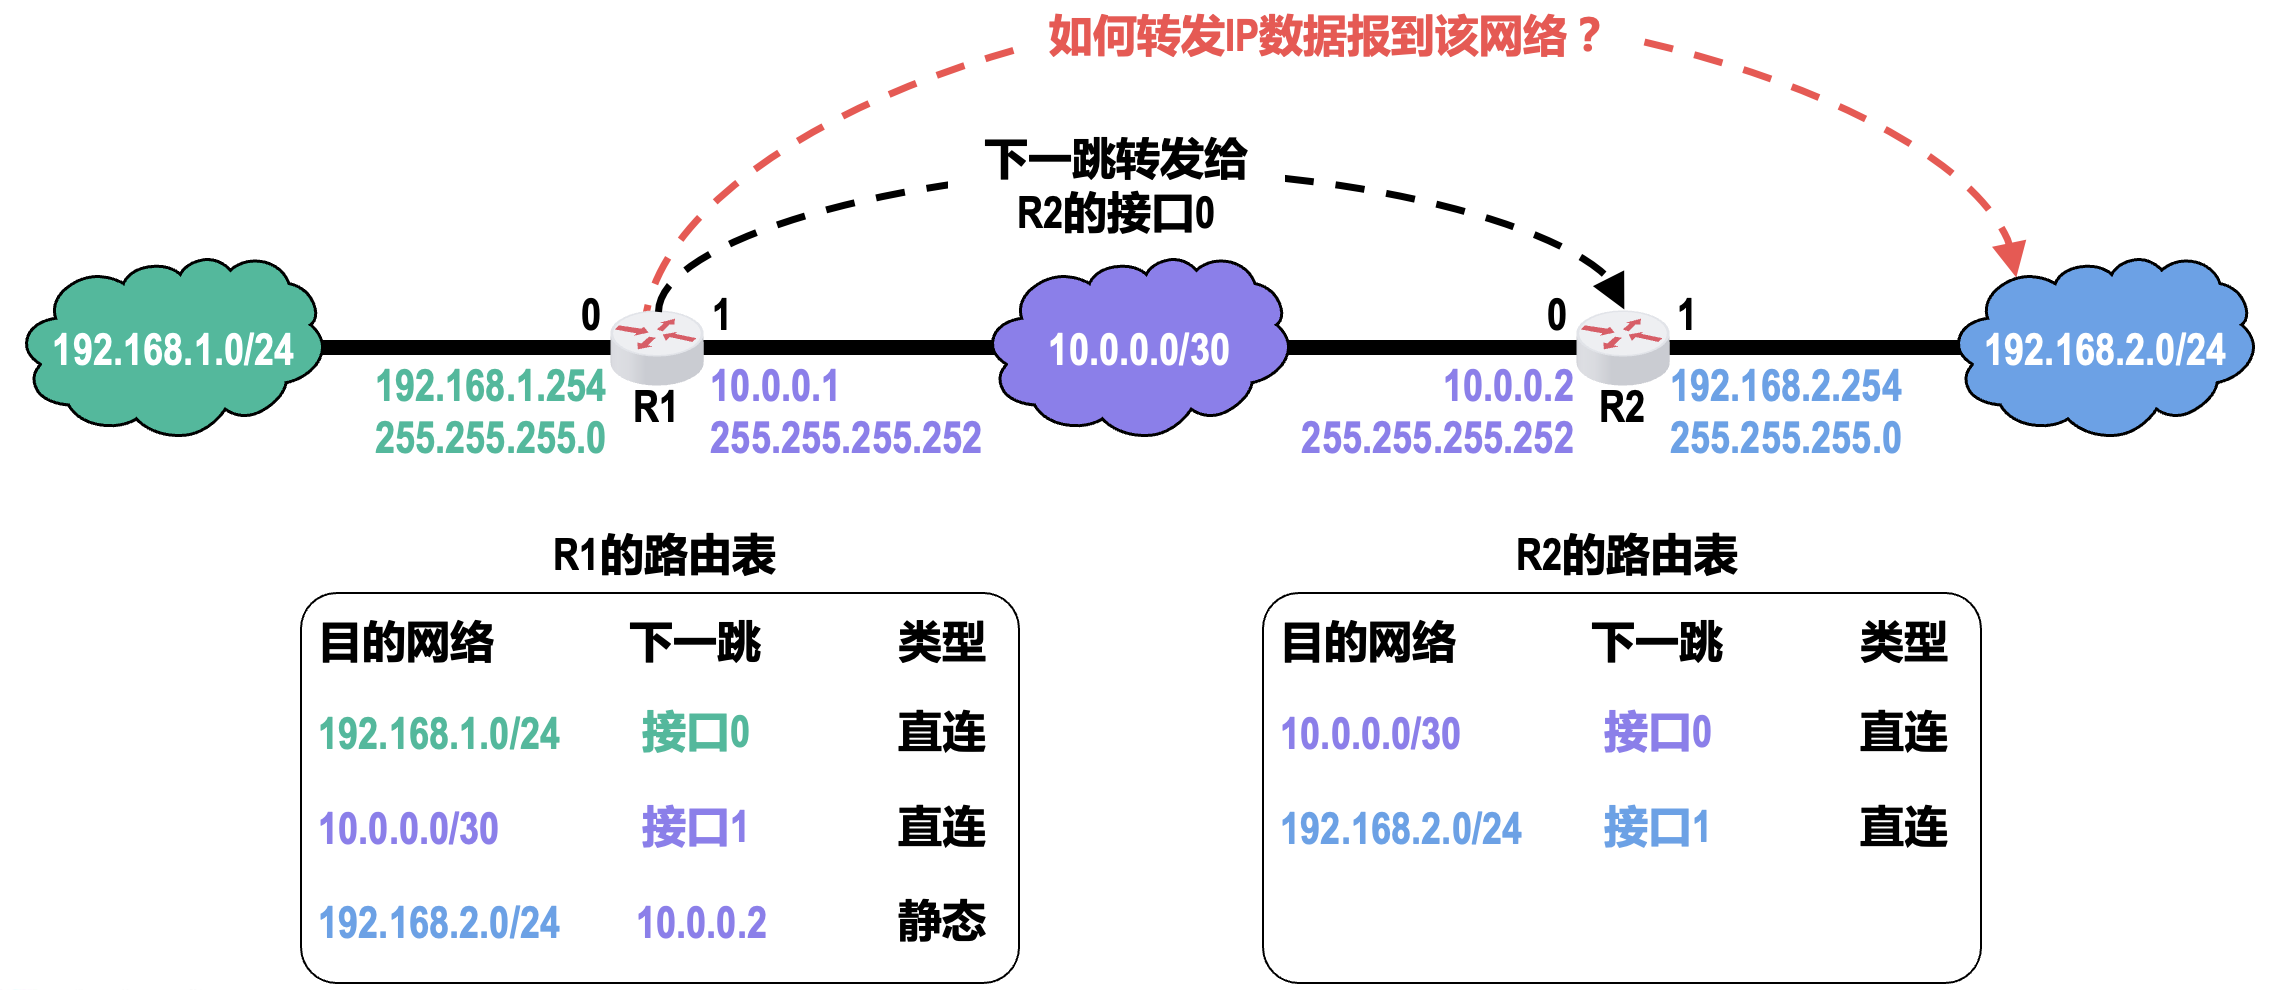 如何转发IP数据报到该网络？
下一跳转发给
R2的接口0
0
1
0
1
192.168.1.0/24
10.0.0.0/30
192.168.2.0/24
192.168.1.254
255.255.255.0
R1
10.0.0.1
255.255.255.252
10.0.0.2
255.255.255.252
R2
192.168.2.254
255.255.255.0
R1的路由表
目的网络 下一跳 类型
192.168.1.0/24 接口0 直连
10.0.0.0/30 接口1 直连
192.168.2.0/24 10.0.0.2 静态
R2的路由表
目的网络 下一跳 类型
10.0.0.0/30 接口0 直连
192.168.2.0/24 接口1 直连